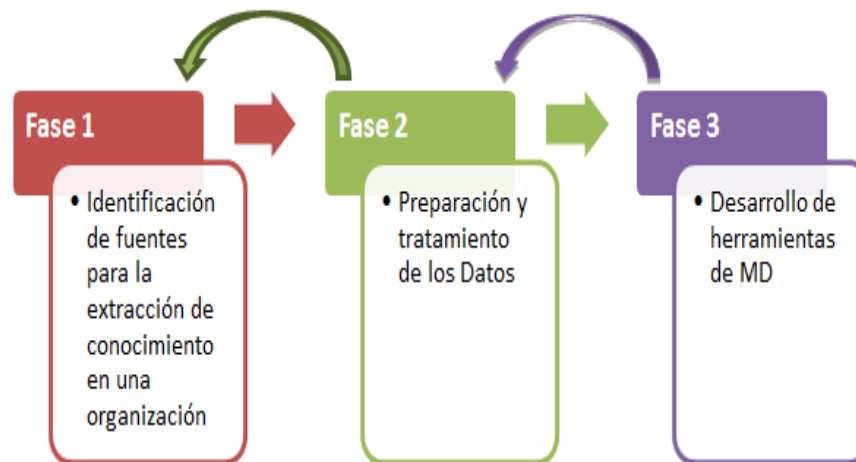 Fase 1
• Identificación
de fuentes
para la
extracción de
conocimiento
en una
organización
Fase 2
• Preparación y
tratamiento
de los Datos
Fase 3
• Desarrollo de
herramientas
de MD